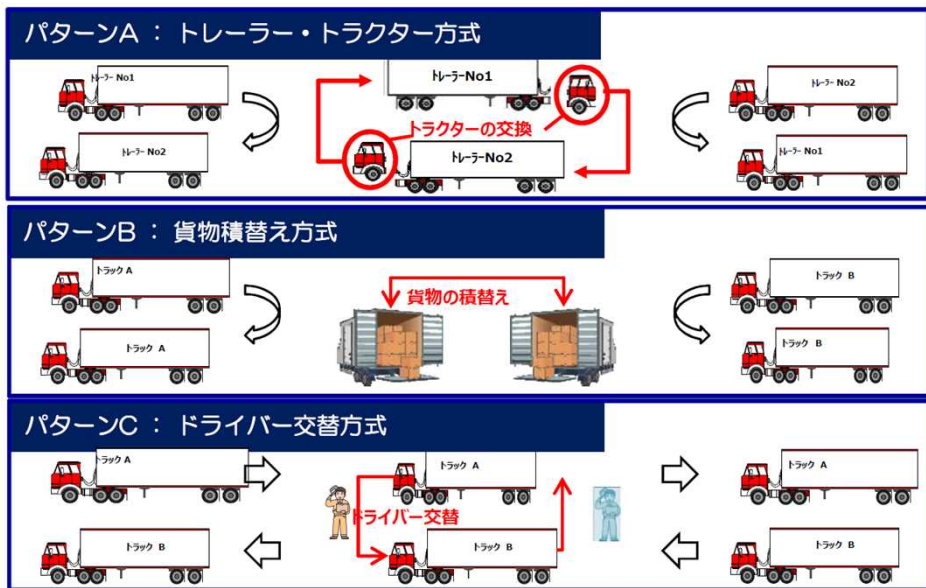 パターンA ： トレーラー・トラクター方式
トレーラーNo1
トレーラーNo2
トレーラーNo1
トラクターの交換
トレーラーNo2
トレーラーNo2
トレーラーNo1
パターンB ： 貨物積替え方式
トラック A
トラック A
貨物の積替え
トラック B
トラック B
パターンC ： ドライバー交替方式
トラック A
トラック B
トラック A
ドライバー交替
トラック B
トラック A
トラック B